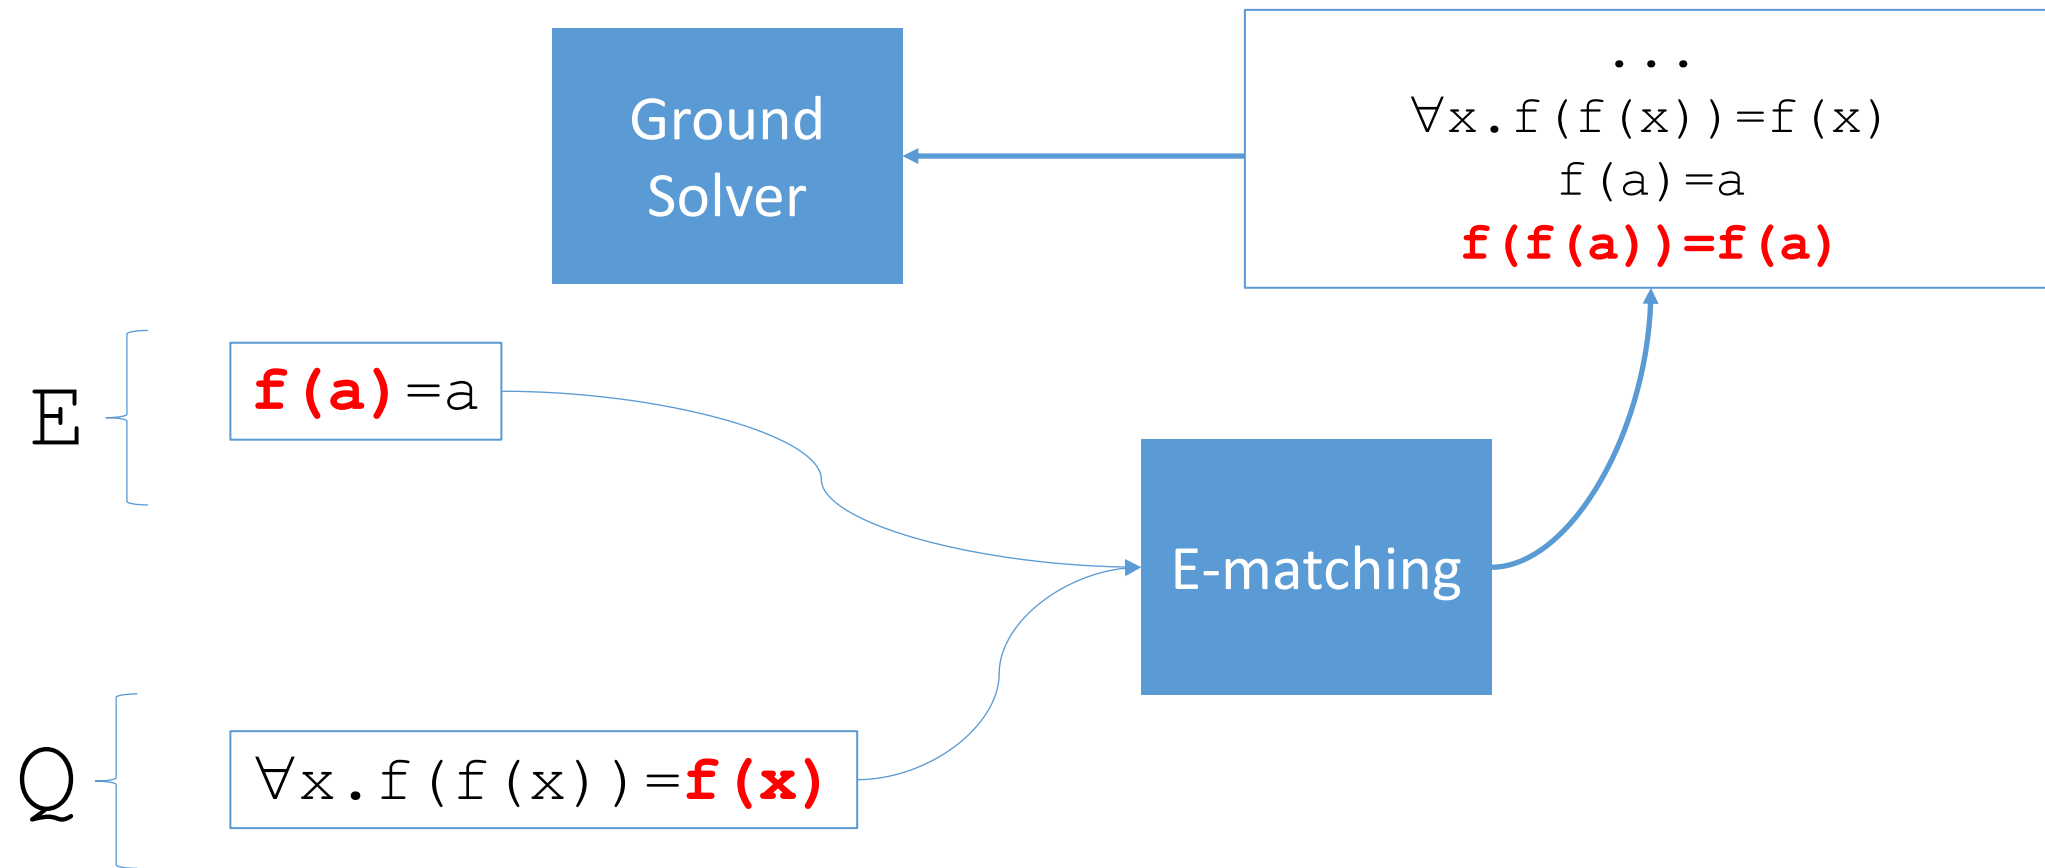 Ground
Solver
...
∀x.f(f(x))=f(x)
f(a)=a
f(f(a))=f(a)
E
f(a)=a
E-matching
Q
∀x.f(f(x))=f(x)